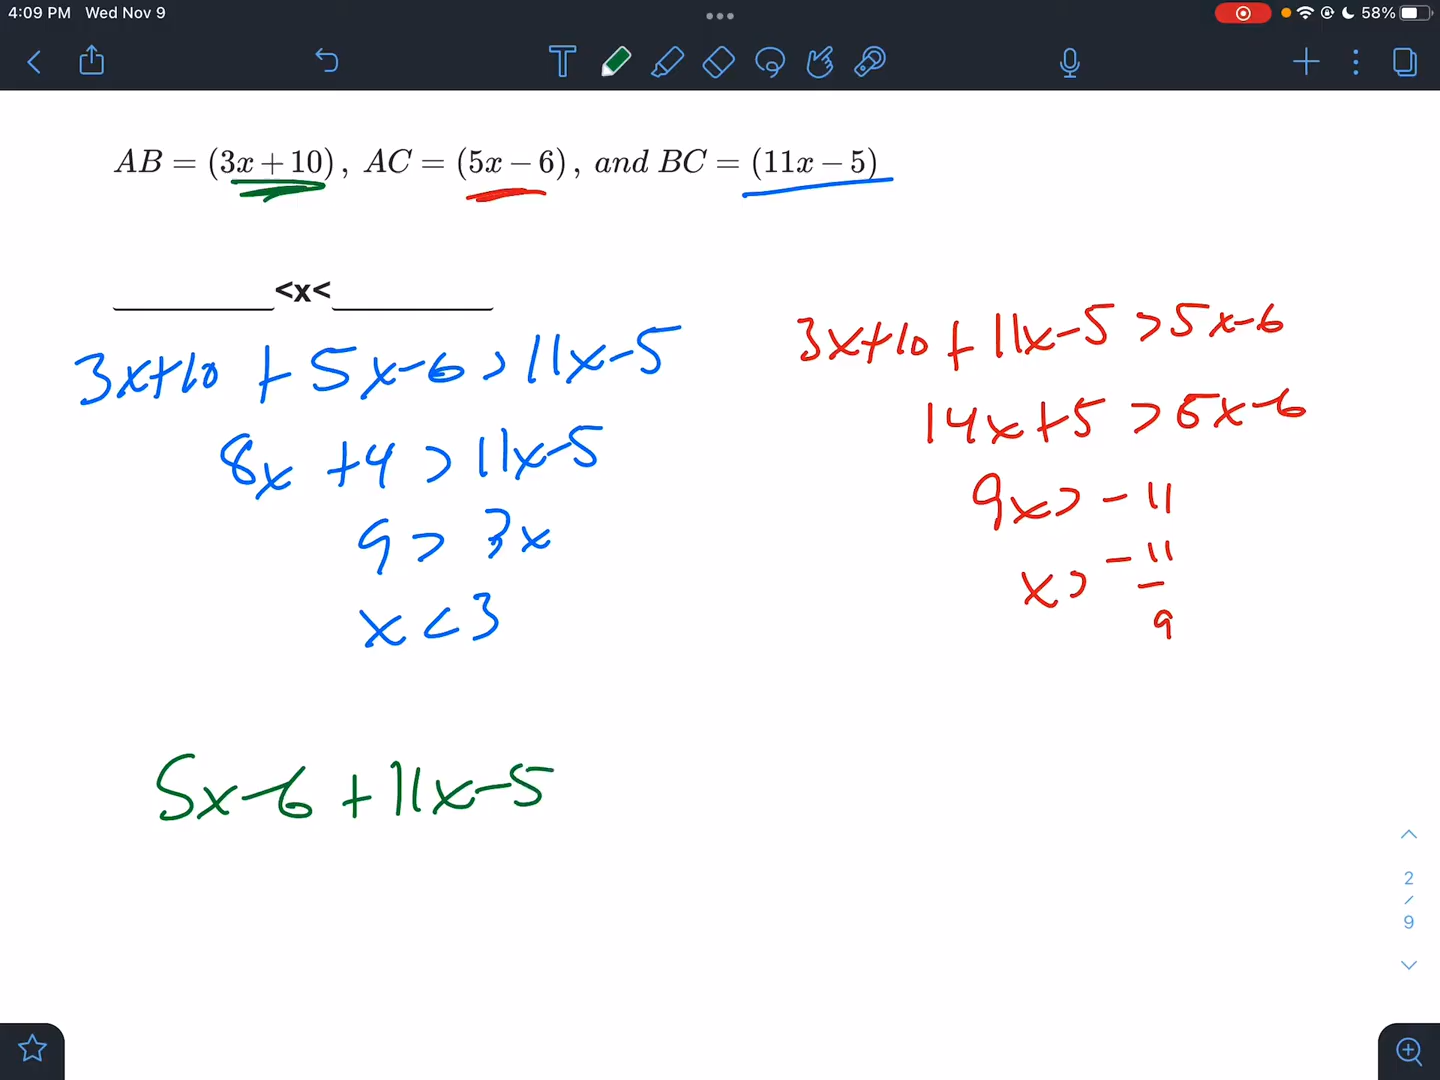 4:09 PM Wed Nov 9
58%
AB = (3x + 10), AC = (5x − 6), and BC = (11x − 5)
<x<
3x+10 + 5x-6 > 11x-5
8x +4 > 11x-5
9 > 3x
x < 3
3x+10 + 11x-5 > 5x-6
14x+5 > 5x-6
9x > -11
x > -11/9
5x-6 + 11x-5
2
/
9